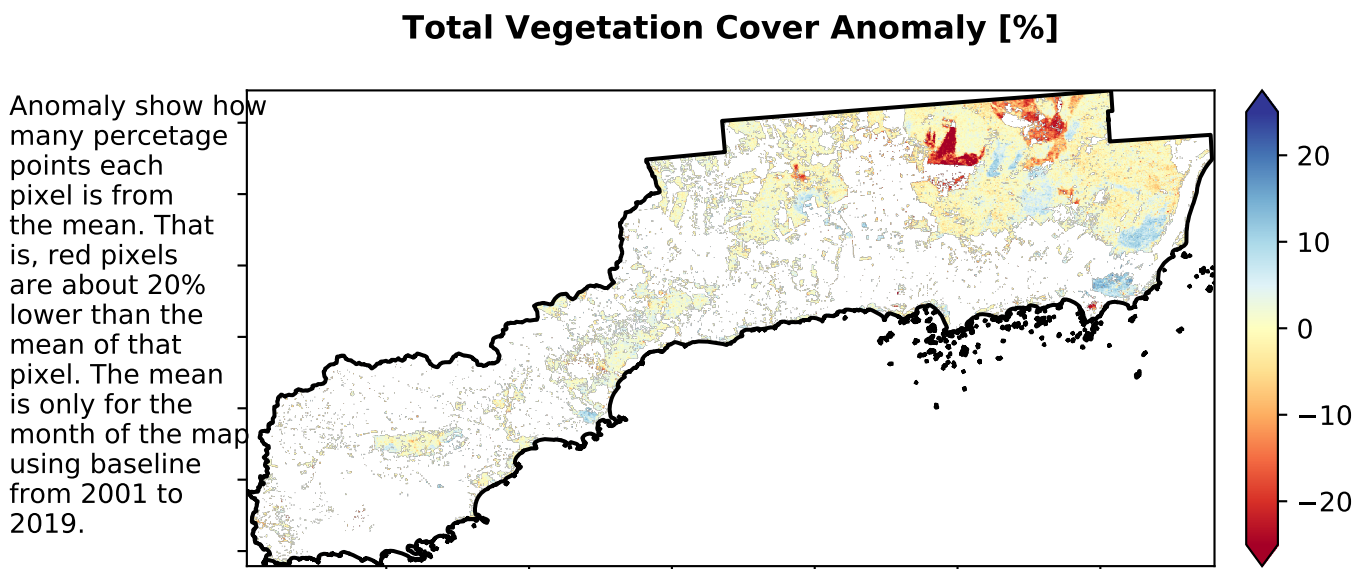 Total Vegetation Cover Anomaly [%]
Anomaly show how
many percetage
points each
pixel is from
the mean. That
is, red pixels
are about 20%
lower than the
mean of that
pixel. The mean
is only for the
month of the map
using baseline
from 2001 to
2019.
20
10
0
−10
−20